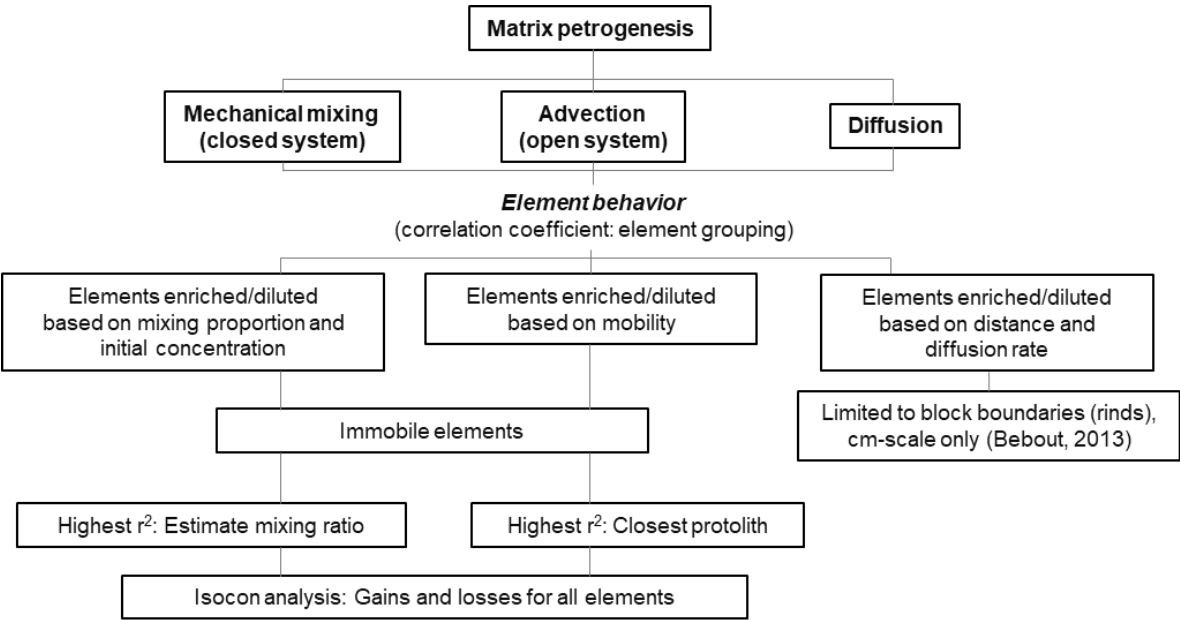 Matrix petrogenesis
Mechanical mixing
(closed system)
Advection
(open system)
Diffusion
Element behavior
(correlation coefficient: element grouping)
Elements enriched/diluted
based on mixing proportion and
initial concentration
Elements enriched/diluted
based on mobility
Elements enriched/diluted
based on distance and
diffusion rate
Limited to block boundaries (rinds),
cm-scale only (Bebout, 2013)
Immobile elements
Highest r²: Estimate mixing ratio
Highest r²: Closest protolith
Isocon analysis: Gains and losses for all elements